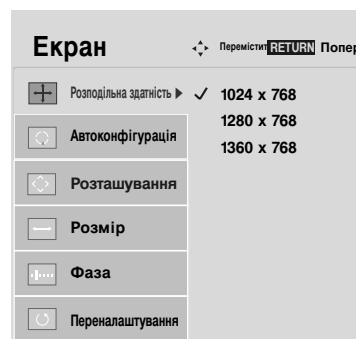 Екран
Перемістит RETURN Попер
Розподільна здатність
1024 x 768
1280 x 768
1360 x 768
Автоконфігурація
Розташування
Розмір
Фаза
Переналаштування